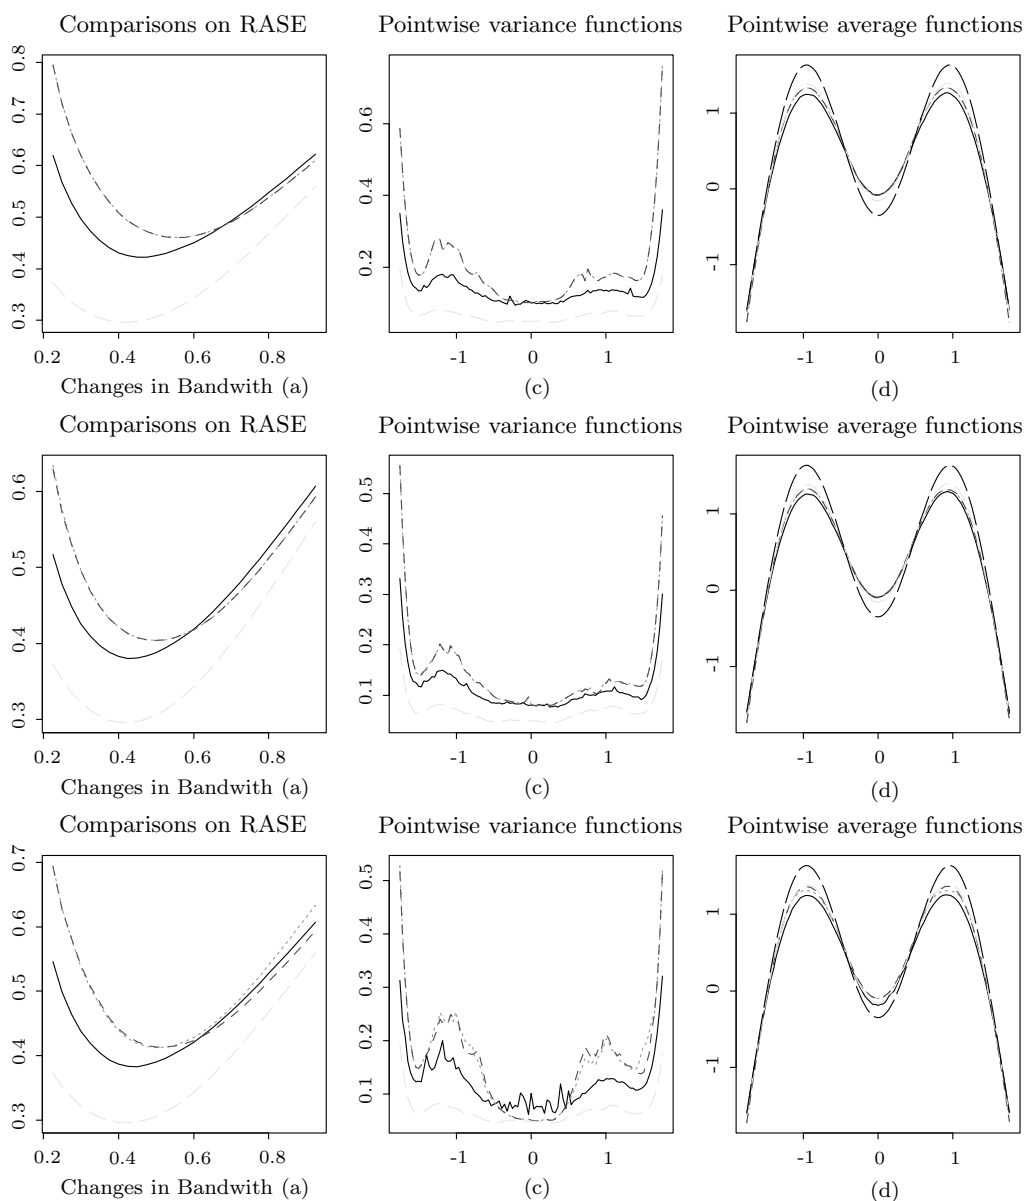 Comparisons on RASE
Pointwise variance functions
Pointwise average functions
0.3 0.4 0.5 0.6 0.7 0.8
0.2 0.4 0.6 0.8
Changes in Bandwith (a)
0.2 0.4 0.6
-1 0 1
(c)
-1 0 1
-1 0 1
(d)
Comparisons on RASE
Pointwise variance functions
Pointwise average functions
0.3 0.4 0.5 0.6
0.2 0.4 0.6 0.8
Changes in Bandwith (a)
0.1 0.2 0.3 0.4 0.5
-1 0 1
(c)
-1 0 1
-1 0 1
(d)
Comparisons on RASE
Pointwise variance functions
Pointwise average functions
0.3 0.4 0.5 0.6 0.7
0.2 0.4 0.6 0.8
Changes in Bandwith (a)
0.1 0.2 0.3 0.4 0.5
-1 0 1
(c)
-1 0 1
-1 0 1
(d)